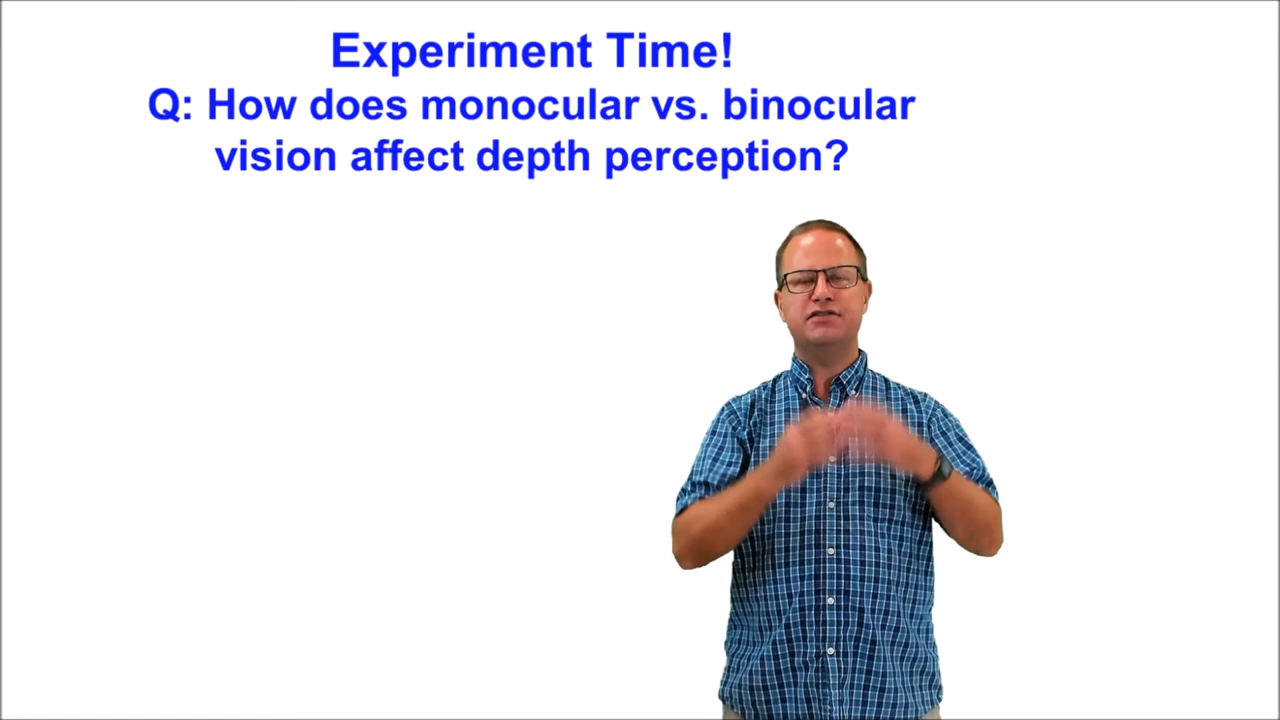 Experiment Time!
Q: How does monocular vs. binocular
vision affect depth perception?